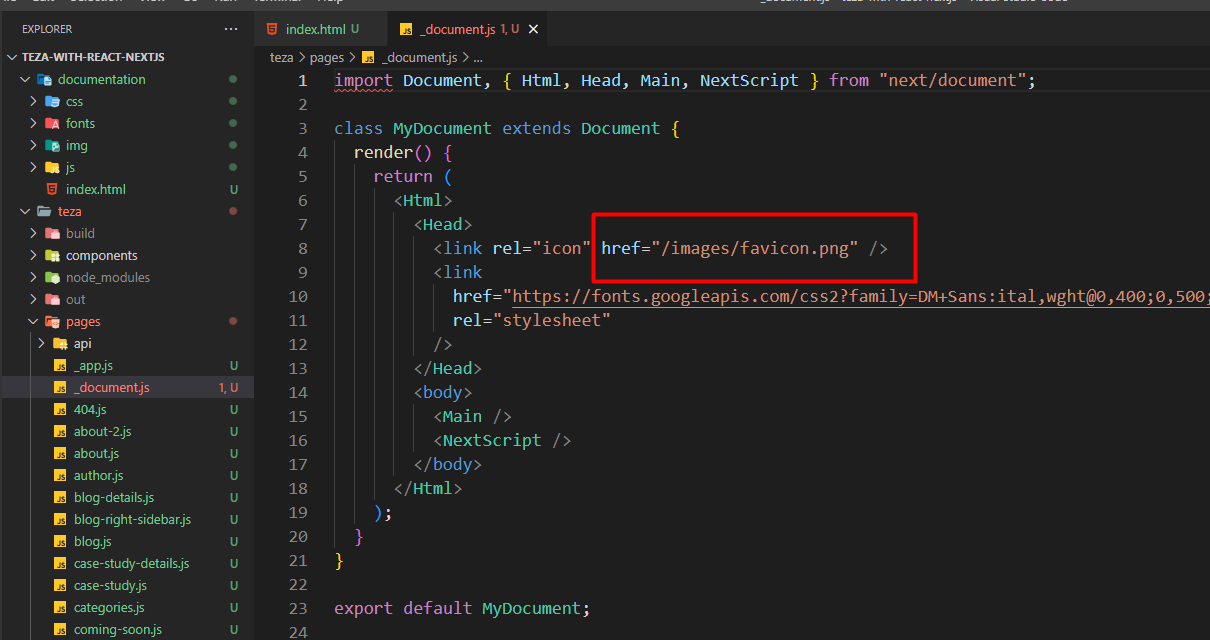 EXPLORER
TEZA-WITH-REACT-NEXTJS
documentation
css
fonts
img
js
index.html U
teza
build
components
node_modules
out
pages
api
_app.js U
_document.js 1, U
404.js U
about-2.js U
about.js U
author.js U
blog-details.js U
blog-right-sidebar.js U
blog.js U
case-study-details.js U
case-study.js U
categories.js U
coming-soon.js U
index.html U _document.js 1, U
teza > pages > _document.js > ...
1 import Document, { Html, Head, Main, NextScript } from "next/document";
2
3 class MyDocument extends Document {
4 render() {
5 return (
6 <Html>
7 <Head>
8 <link rel="icon" href="/images/favicon.png" />
9 <link
10 href="https://fonts.googleapis.com/css2?family=DM+Sans:ital,wght@0,400;0,500;
11 rel="stylesheet"
12 />
13 </Head>
14 <body>
15 <Main />
16 <NextScript />
17 </body>
18 </Html>
19 );
20 }
21 }
22
23 export default MyDocument;
24